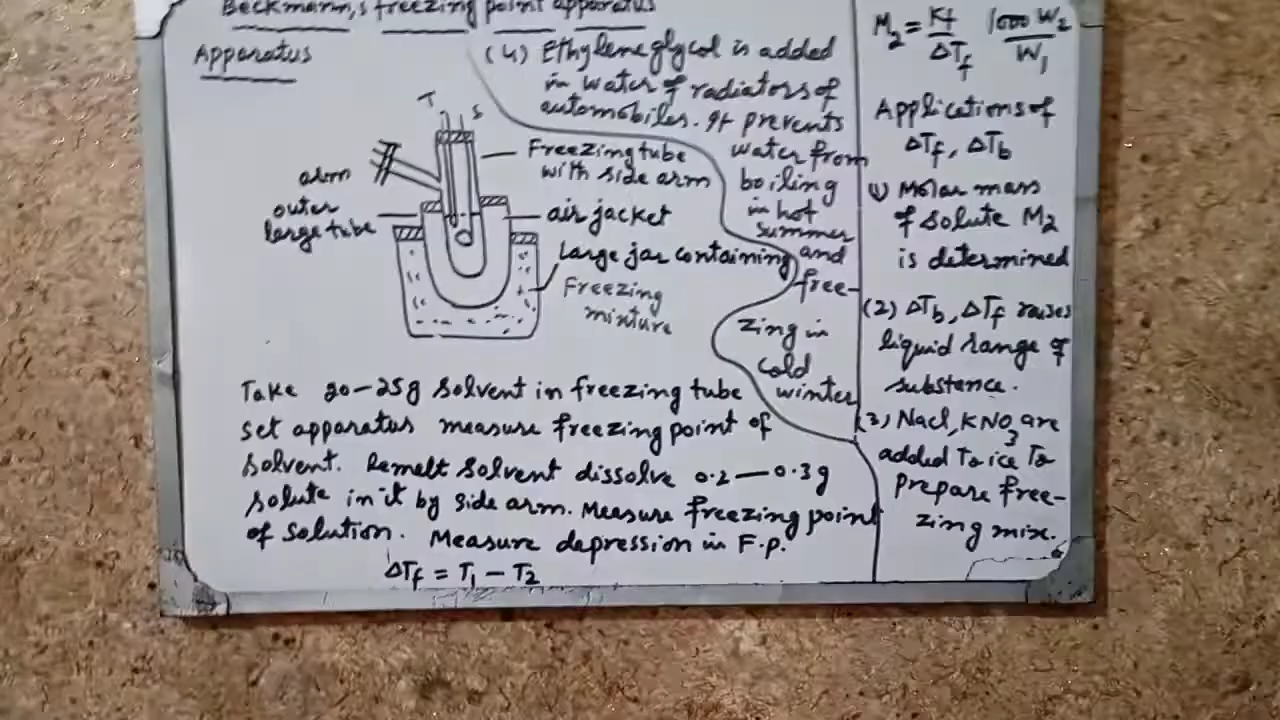 Beckmann,s freezing point apparatus
Apparatus
T
S
arm
outer
large tube
Freezing tube
with side arm
air jacket
Large jar containing
Freezing
mixture
Take 20-25g solvent in freezing tube
set apparatus measure freezing point of
solvent. Remelt solvent dissolve 0.2 — 0.3g
solute in it by side arm. Measure freezing point
of solution. Measure depression in F.p.
ΔTf = T1 - T2
(4) Ethylene glycol is added
in water of radiators of
automobiles. It prevents
water from
boiling
in hot
summer
and
free-
zing in
cold
winter
M2 = Kf/ΔTf 1000 W2/W1
Applications of
ΔTf, ΔTb
(1) Molar mass
of solute M2
is determined
(2) ΔTb, ΔTf raises
liquid range of
substance.
(3) Nacl, KNO3 are
added To ice To
prepare free-
zing mix.